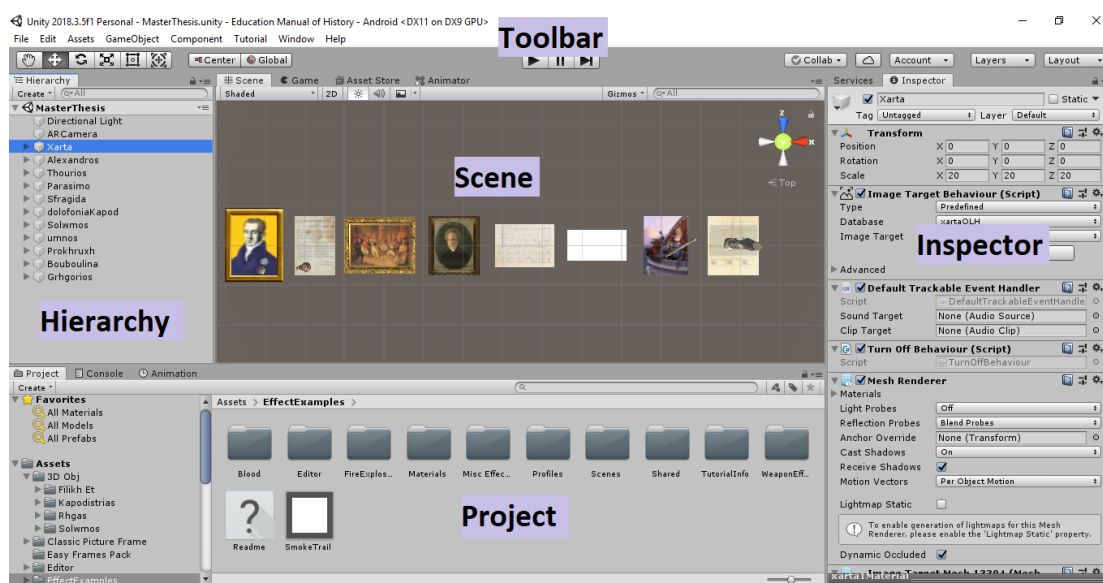 Unity 2018.3.5f1 Personal - MasterThesis.unity - Education Manual of History - Android <DX11 on DX9 GPU>
File Edit Assets GameObject Component Tutorial Window Help
Toolbar
Center Global Collab Account Layers Layout
Hierarchy
Create All
MasterThesis
Directional Light
ARCamera
Xarta
Alexandros
Thourios
Parasimo
Sfragida
dolofoniaKapod
Solwmos
umnos
Prokhruxh
Bouboulina
Grhgorios
Hierarchy
Scene Game Asset Store Animator
Shaded 2D Gizmos All
z
x
Top
Scene
Services Inspector
Xarta Static
Tag Untagged Layer Default
Transform
Position X 0 Y 0 Z 0
Rotation X 0 Y 0 Z 0
Scale X 20 Y 20 Z 20
Image Target Behaviour (Script)
Type Predefined
Database xartaOLH
Image Target
Inspector
Advanced
Default Trackable Event Handler
Script DefaultTrackableEventHandle
Sound Target None (Audio Source)
Clip Target None (Audio Clip)
Turn Off Behaviour (Script)
Script TurnOffBehaviour
Mesh Renderer
Materials
Light Probes Off
Reflection Probes Blend Probes
Anchor Override None (Transform)
Cast Shadows On
Receive Shadows
Motion Vectors Per Object Motion
Lightmap Static
To enable generation of lightmaps for this Mesh
Renderer, please enable the 'Lightmap Static' property.
Dynamic Occluded
xarta1Material
Project Console Animation
Create
Favorites
All Materials
All Models
All Prefabs
Assets
3D Obj
Filikh Et
Kapodistrias
Rhgas
Solwmos
Classic Picture Frame
Easy Frames Pack
Editor
EffectExamples
Assets > EffectExamples >
Blood Editor FireExplos... Materials Misc Effec... Profiles Scenes Shared TutorialInfo WeaponEff...
Readme SmokeTrail
Project